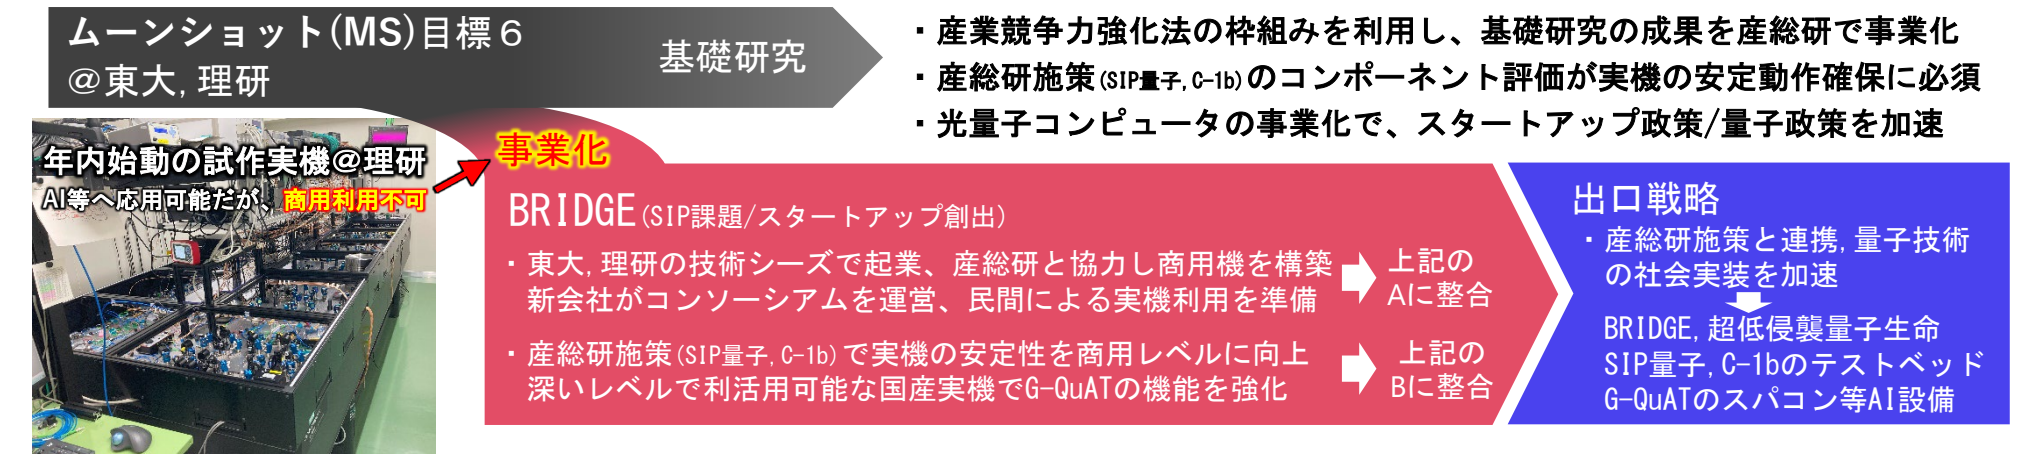 ムーンショット(MS)目標６
@東大,理研
基礎研究
・産業競争力強化法の枠組みを利用し、基礎研究の成果を産総研で事業化
・産総研施策(SIP量子,C-1b)のコンポーネント評価が実機の安定動作確保に必須
・光量子コンピュータの事業化で、スタートアップ政策/量子政策を加速
年内始動の試作実機@理研
AI等へ応用可能だが、商用利用不可
事業化
BRIDGE(SIP課題/スタートアップ創出)
・東大,理研の技術シーズで起業、産総研と協力し商用機を構築
新会社がコンソーシアムを運営、民間による実機利用を準備
上記の
Aに整合
・産総研施策(SIP量子,C-1b)で実機の安定性を商用レベルに向上
深いレベルで利活用可能な国産実機でG-QuATの機能を強化
上記の
Bに整合
出口戦略
・産総研施策と連携,量子技術
の社会実装を加速
BRIDGE,超低侵襲量子生命
SIP量子,C-1bのテストベッド
G-QuATのスパコン等AI設備